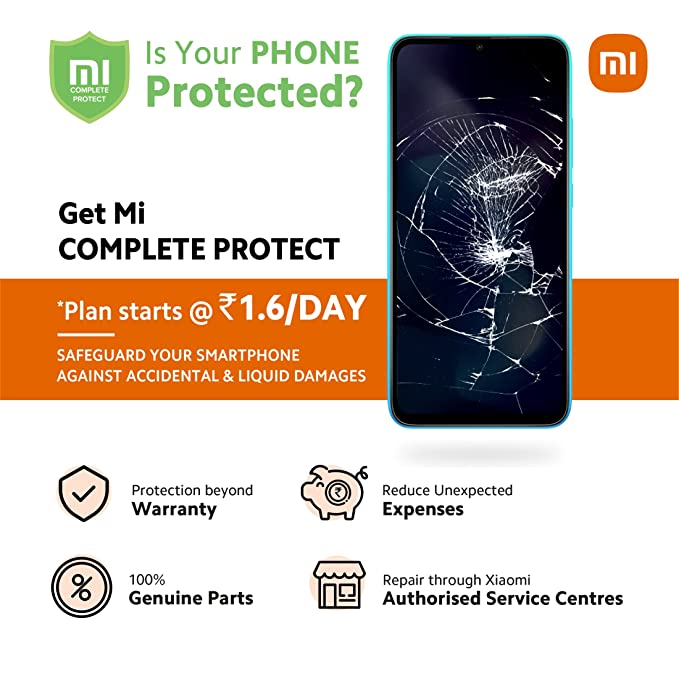 mi
COMPLETE
PROTECT
Is Your PHONE
Protected?
mi
Get Mi
COMPLETE PROTECT
*Plan starts @ ₹1.6/DAY
SAFEGUARD YOUR SMARTPHONE
AGAINST ACCIDENTAL & LIQUID DAMAGES
Protection beyond
Warranty
₹
Reduce Unexpected
Expenses
%
100%
Genuine Parts
Repair through Xiaomi
Authorised Service Centres